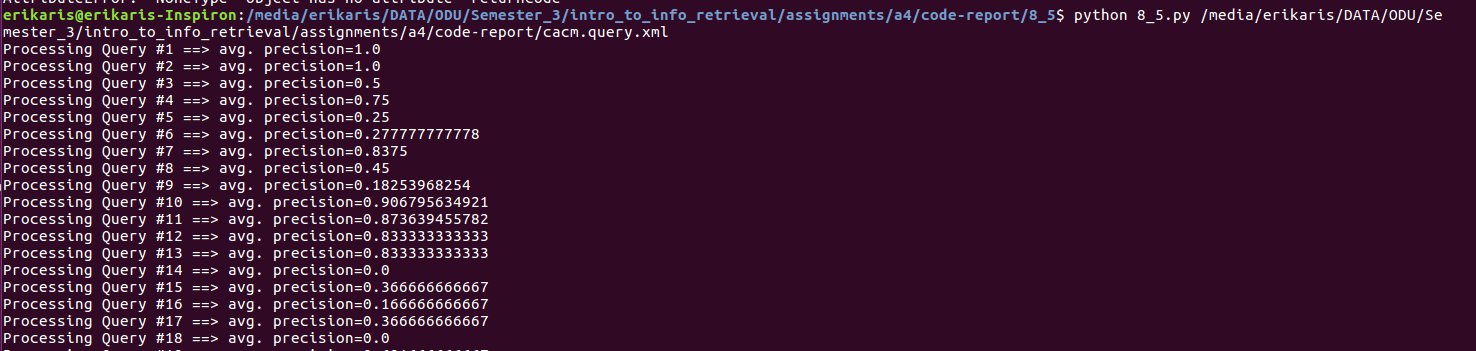 erikaris@erikaris-Inspiron:/media/erikaris/DATA/ODU/Semester_3/intro_to_info_retrieval/assignments/a4/code-report/8_5$ python 8_5.py /media/erikaris/DATA/ODU/Se
mester_3/intro_to_info_retrieval/assignments/a4/code-report/cacm.query.xml
Processing Query #1 ==> avg. precision=1.0
Processing Query #2 ==> avg. precision=1.0
Processing Query #3 ==> avg. precision=0.5
Processing Query #4 ==> avg. precision=0.75
Processing Query #5 ==> avg. precision=0.25
Processing Query #6 ==> avg. precision=0.277777777778
Processing Query #7 ==> avg. precision=0.8375
Processing Query #8 ==> avg. precision=0.45
Processing Query #9 ==> avg. precision=0.18253968254
Processing Query #10 ==> avg. precision=0.906795634921
Processing Query #11 ==> avg. precision=0.873639455782
Processing Query #12 ==> avg. precision=0.833333333333
Processing Query #13 ==> avg. precision=0.833333333333
Processing Query #14 ==> avg. precision=0.0
Processing Query #15 ==> avg. precision=0.366666666667
Processing Query #16 ==> avg. precision=0.166666666667
Processing Query #17 ==> avg. precision=0.366666666667
Processing Query #18 ==> avg. precision=0.0